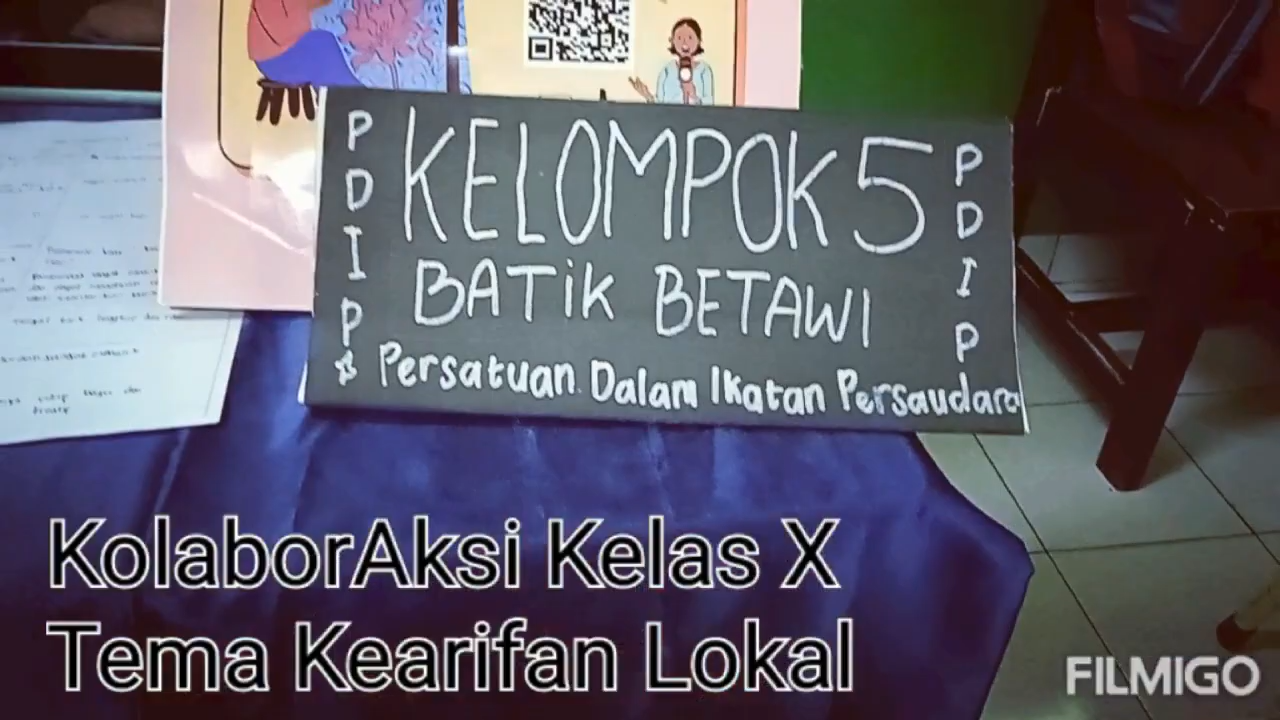 PDIP
KELOMPOK 5
PDIP
BATiK BETAWI
* Persatuan Dalam Ikatan Persaudara
KolaborAksi Kelas X
Tema Kearifan Lokal
FILMIGO